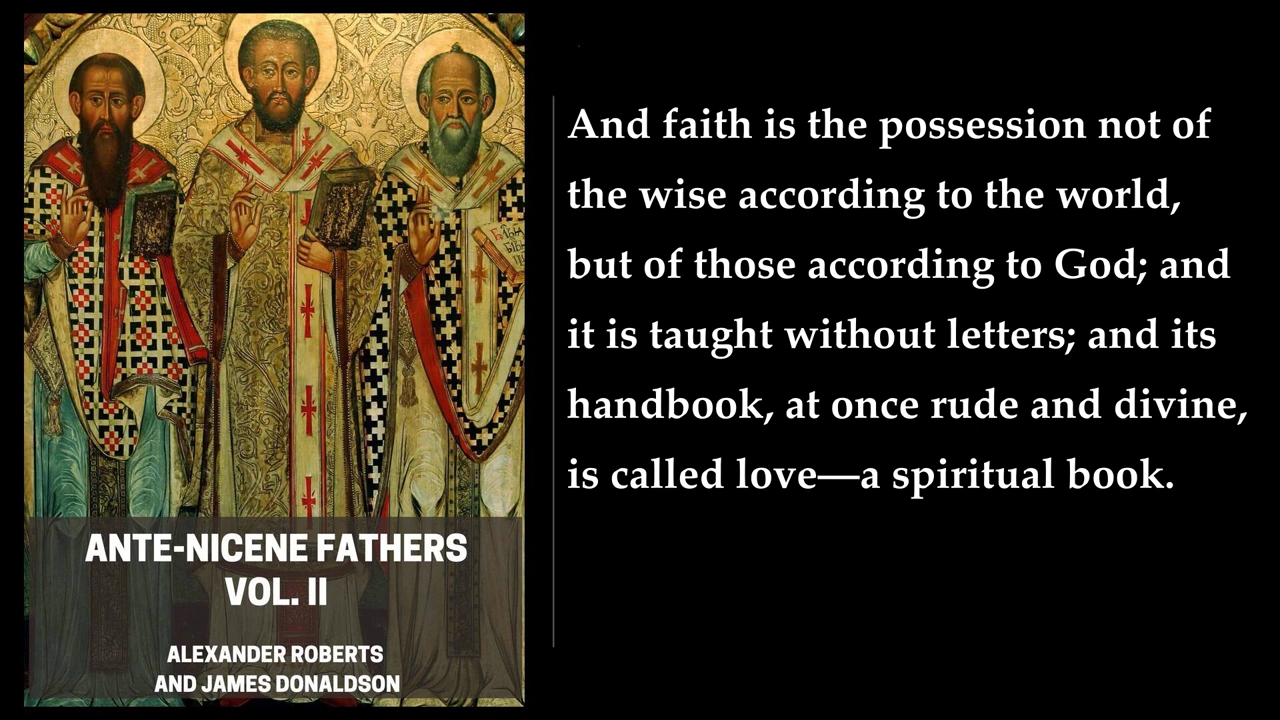 And faith is the possession not of
the wise according to the world,
but of those according to God; and
it is taught without letters; and its
handbook, at once rude and divine,
is called love—a spiritual book.
ANTE-NICENE FATHERS
VOL. II
ALEXANDER ROBERTS
AND JAMES DONALDSON